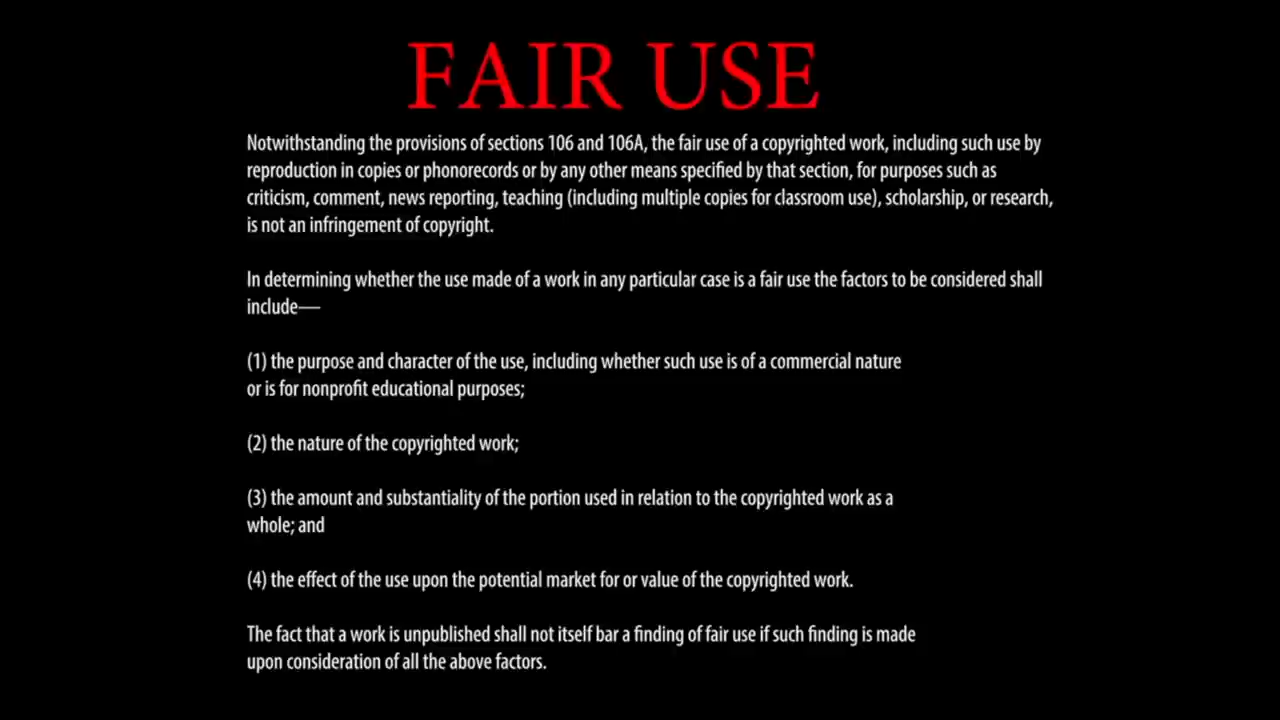 FAIR USE
Notwithstanding the provisions of sections 106 and 106A, the fair use of a copyrighted work, including such use by
reproduction in copies or phonorecords or by any other means specified by that section, for purposes such as
criticism, comment, news reporting, teaching (including multiple copies for classroom use), scholarship, or research,
is not an infringement of copyright.
In determining whether the use made of a work in any particular case is a fair use the factors to be considered shall
include—
(1) the purpose and character of the use, including whether such use is of a commercial nature
or is for nonprofit educational purposes;
(2) the nature of the copyrighted work;
(3) the amount and substantiality of the portion used in relation to the copyrighted work as a
whole; and
(4) the effect of the use upon the potential market for or value of the copyrighted work.
The fact that a work is unpublished shall not itself bar a finding of fair use if such finding is made
upon consideration of all the above factors.